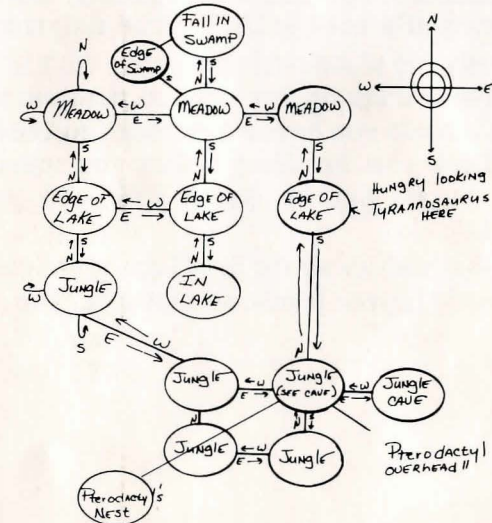 FALL IN
SWAMP
Edge
of Swamp
S
N
S
N
N
W
W
E
W
E
MEADOW
MEADOW
MEADOW
W
E
S
N
S
N
S
N
S
N
EDGE OF
LAKE
W
E
EDGE OF
LAKE
EDGE OF
LAKE
HUNGRY LOOKING
TYRANNOSAURUS
HERE
N
S
N
S
S
W
JUNGLE
IN
LAKE
S
W
E
N
JUNGLE
W
E
JUNGLE
(SEE CAVE)
W
E
JUNGLE
CAVE
N
N
S
JUNGLE
W
E
JUNGLE
Pterodactyl
OVERHEAD!!
Pterodactyl's
NEST